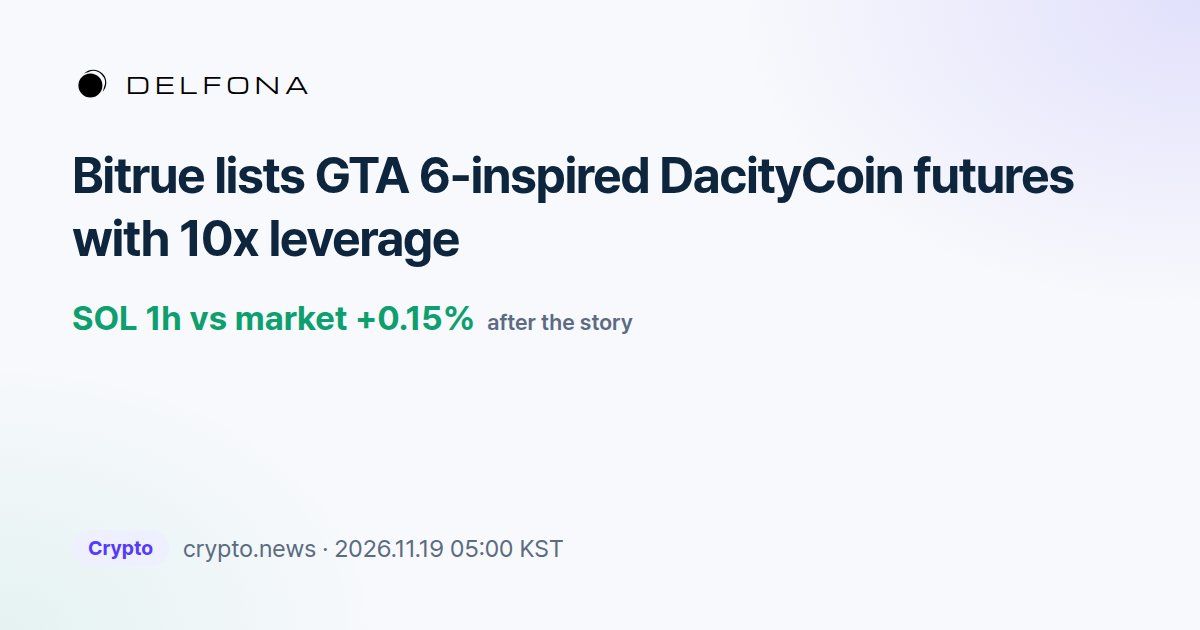 DELFONA
Bitrue lists GTA 6-inspired DacityCoin futures
with 10x leverage
SOL 1h vs market +0.15% after the story
Crypto crypto.news · 2026.11.19 05:00 KST